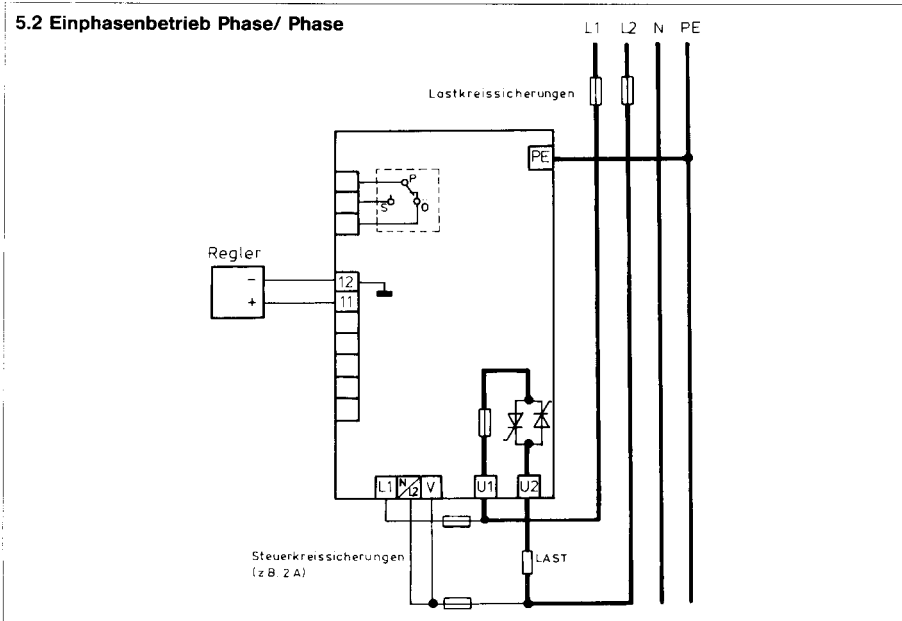 5.2 Einphasenbetrieb Phase/ Phase
L1 L2 N PE
Lastkreissicherungen
PE
P
S Ö
Regler
-
+
12
11
L1 N/L2 V U1 U2
Steuerkreissicherungen
(z B. 2 A)
LAST